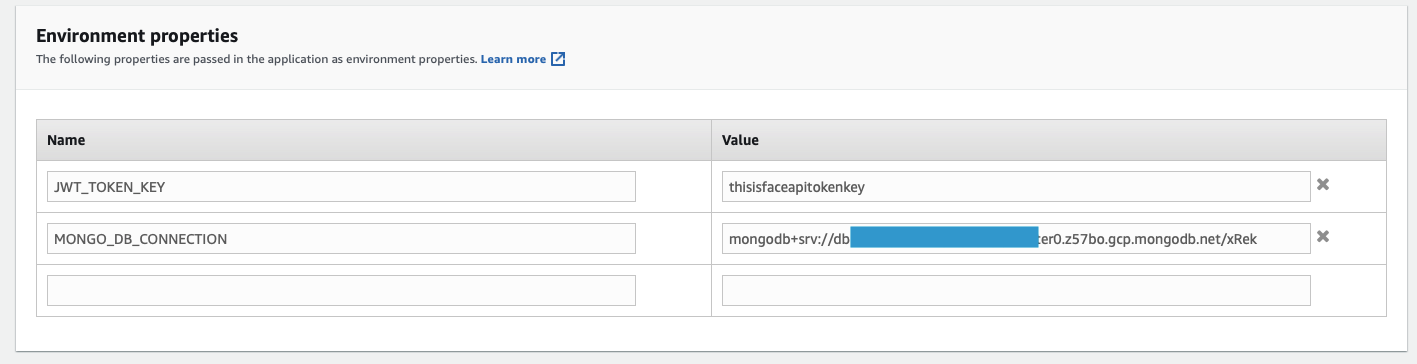 Environment properties
The following properties are passed in the application as environment properties. Learn more
Name Value
JWT_TOKEN_KEY thisisfaceapitokenkey
MONGO_DB_CONNECTION mongodb+srv://db ter0.z57bo.gcp.mongodb.net/xRek